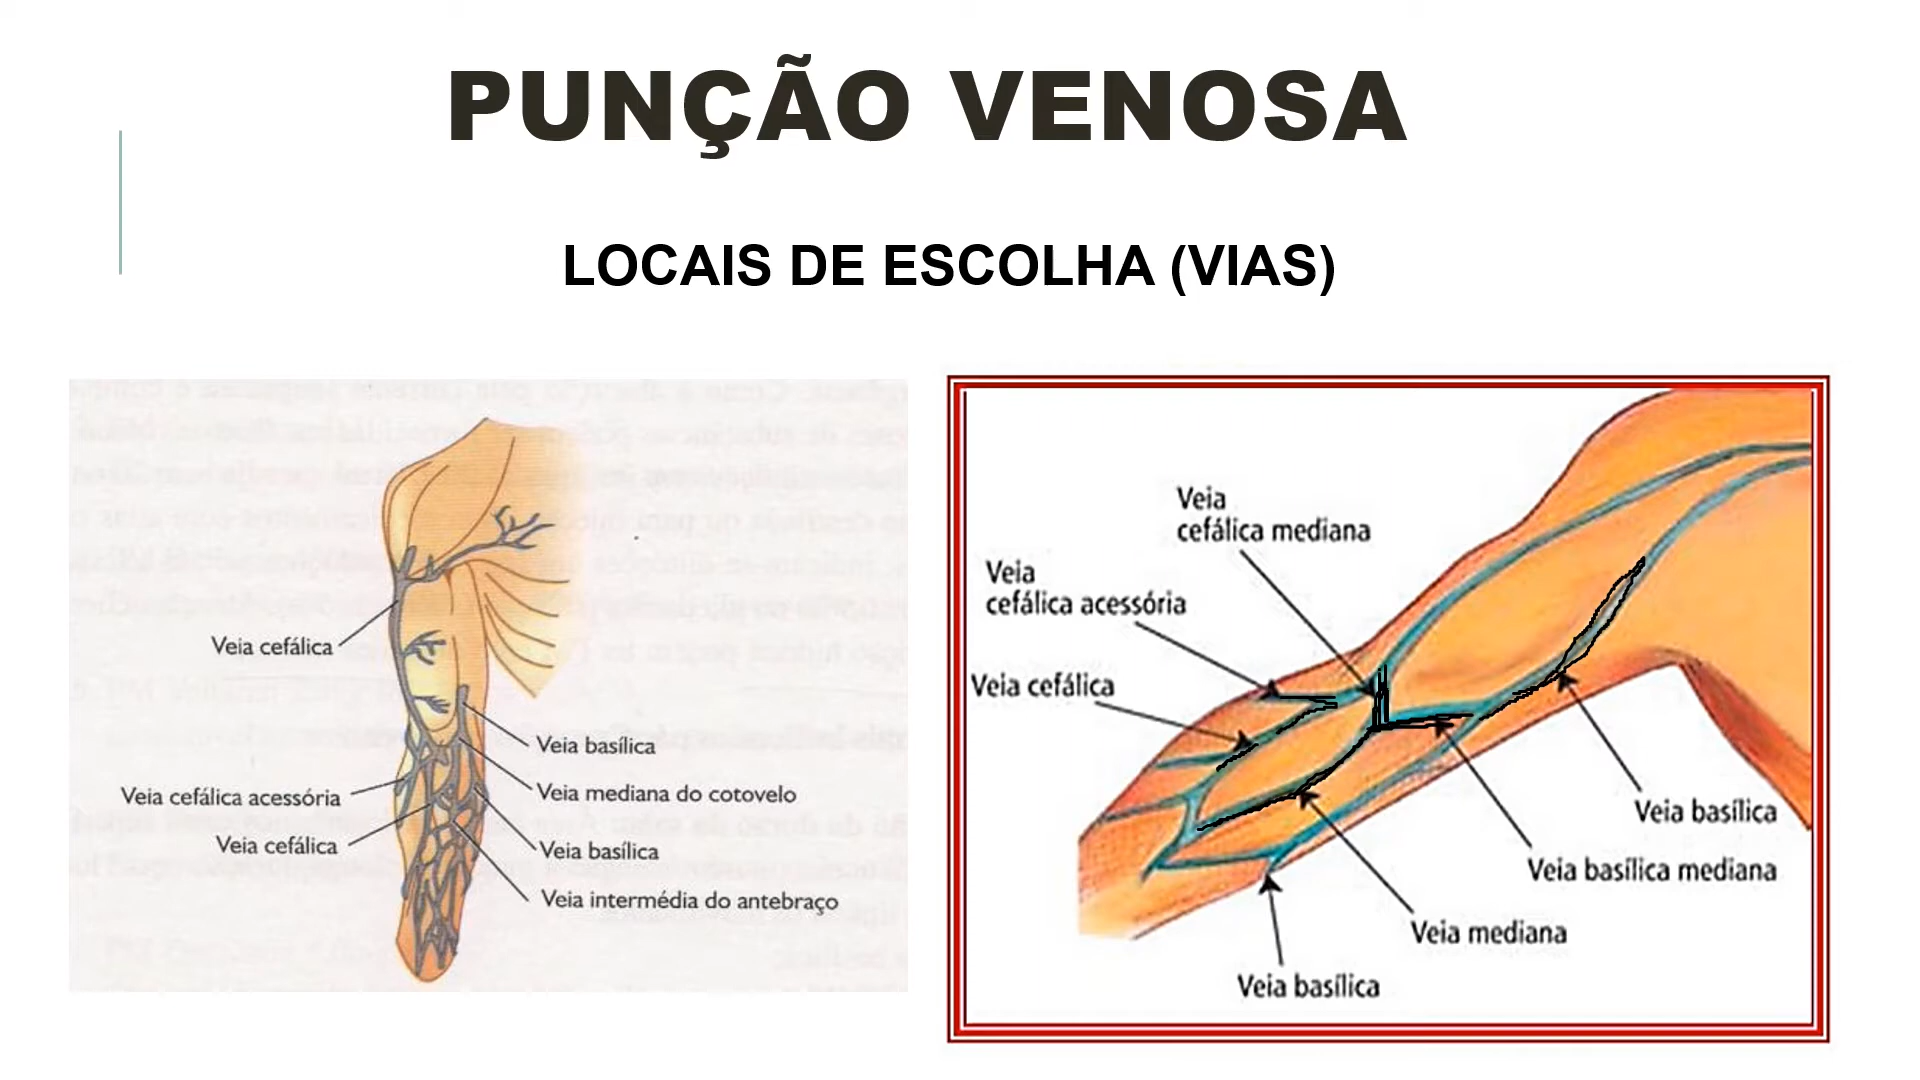 PUNÇÃO VENOSA
LOCAIS DE ESCOLHA (VIAS)
Veia cefálica
Veia basílica
Veia mediana do cotovelo
Veia cefálica acessória
Veia cefálica
Veia basílica
Veia intermédia do antebraço
Veia
cefálica mediana
Veia
cefálica acessória
Veia cefálica
Veia basílica
Veia basílica mediana
Veia mediana
Veia basílica